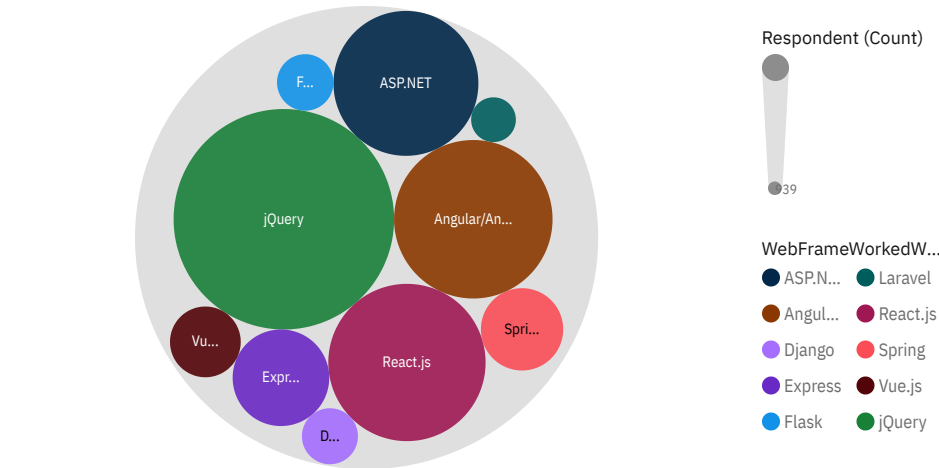 F...
ASP.NET
jQuery
Angular/An...
Vu...
Expr...
React.js
Spri...
D...
Respondent (Count)
939
WebFrameWorkedW...
ASP.N...
Laravel
Angul...
React.js
Django
Spring
Express
Vue.js
Flask
jQuery